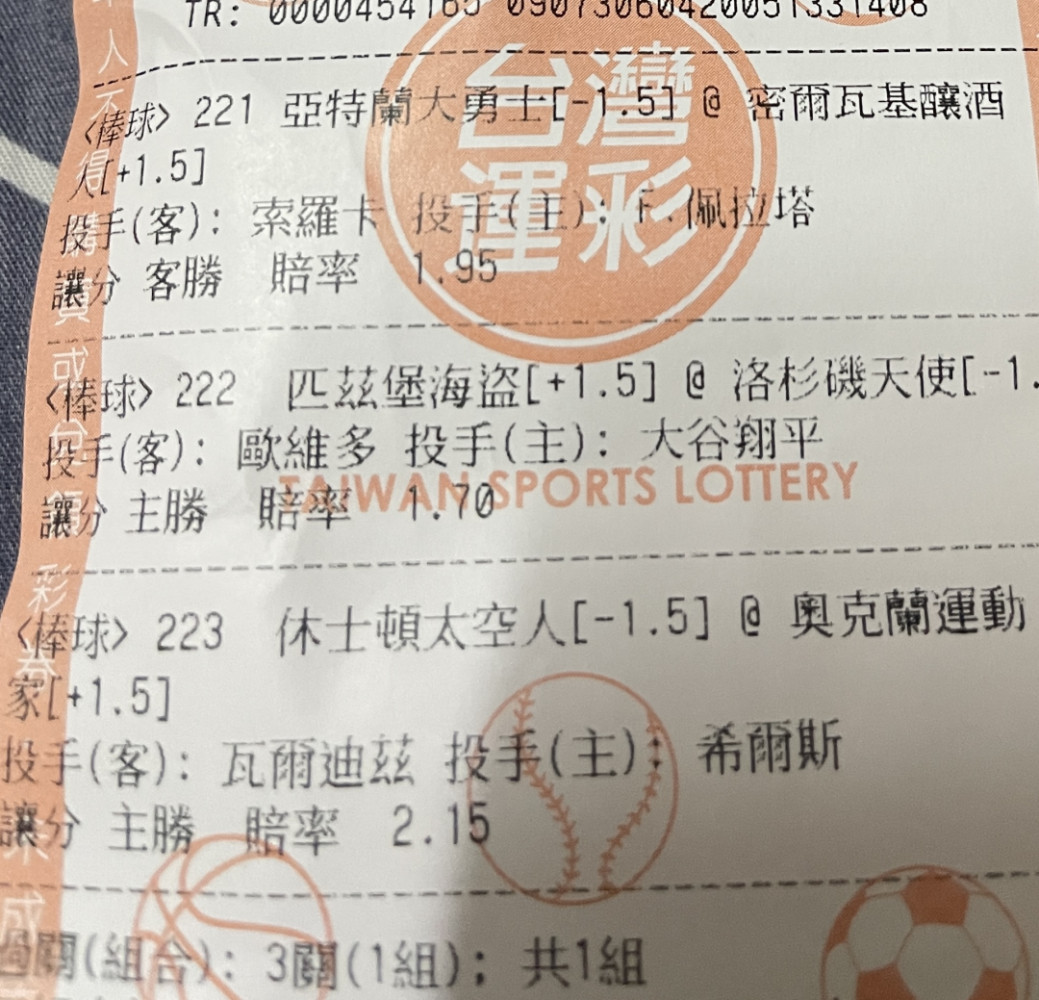 TR: 0000454165 09073060420051331408
台灣
運彩
<棒球> 221 亞特蘭大勇士[-1.5] @ 密爾瓦基釀酒
人[+1.5]
投手(客): 索羅卡 投手(主): F.佩拉塔
讓分 客勝 賠率 1.95
<棒球> 222 匹茲堡海盜[+1.5] @ 洛杉磯天使[-1.
投手(客): 歐維多 投手(主): 大谷翔平
TAIWAN SPORTS LOTTERY
讓分 主勝 賠率 1.70
<棒球> 223 休士頓太空人[-1.5] @ 奧克蘭運動
家[+1.5]
投手(客): 瓦爾迪茲 投手(主): 希爾斯
讓分 主勝 賠率 2.15
過關(組合): 3關(1組); 共1組